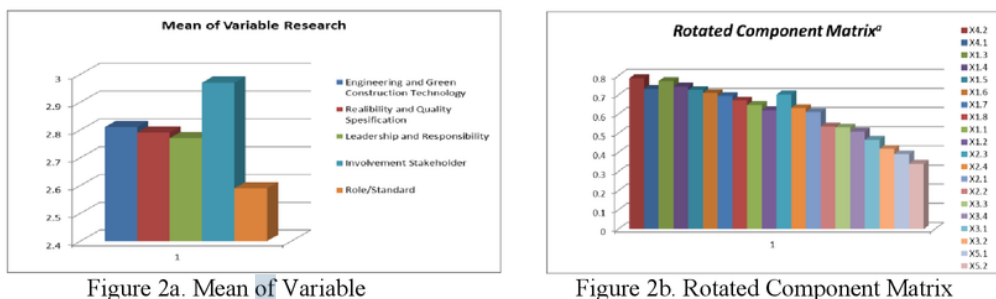 Mean of Variable Research
3
2.9
2.8
2.7
2.6
2.5
2.4
1
Engineering and Green
Construction Technology
Realibility and Quality
Spesification
Leadership and Responsibility
Involvement Stakeholder
Role/Standard
Figure 2a. Mean of Variable
Rotated Component Matrixᵃ
0.8
0.7
0.6
0.5
0.4
0.3
0.2
0.1
0
1
X4.2
X4.1
X1.3
X1.4
X1.5
X1.6
X1.7
X1.8
X1.1
X1.2
X2.3
X2.4
X2.1
X2.2
X3.3
X3.4
X3.1
X3.2
X5.1
X5.2
Figure 2b. Rotated Component Matrix